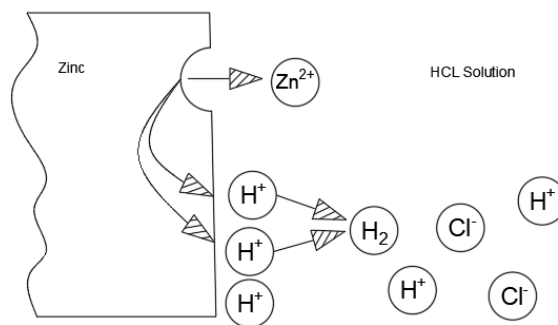 Zinc
Zn²⁺
HCL Solution
H⁺
H⁺
H₂
Cl⁻
H⁺
H⁺
H⁺
Cl⁻